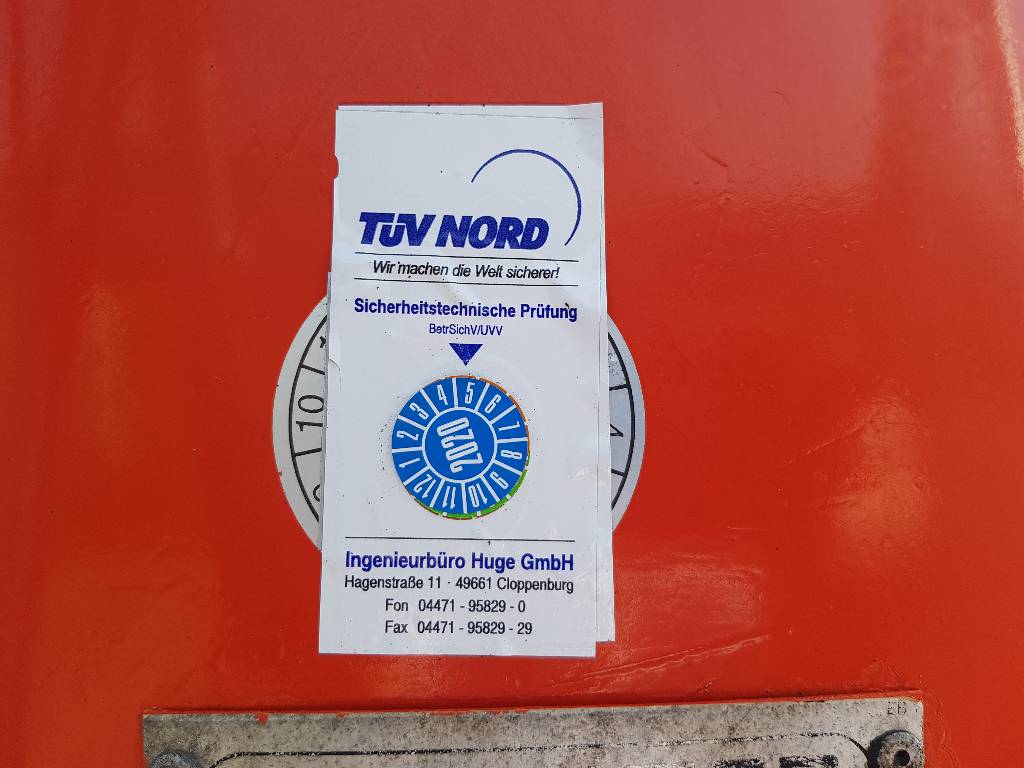 TÜV NORD
Wir machen die Welt sicherer!
Sicherheitstechnische Prüfung
BetrSichV/UVV
1 2 3 4 5 6 7 8 9 10 11 12
2020
10
Ingenieurbüro Huge GmbH
Hagenstraße 11 · 49661 Cloppenburg
Fon 04471 - 95829 - 0
Fax 04471 - 95829 - 29